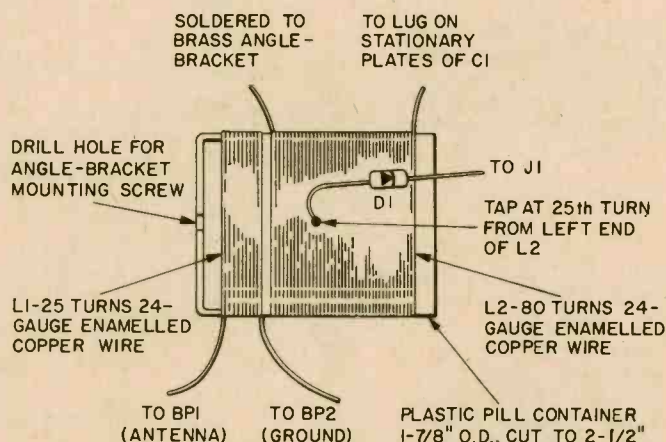 SOLDERED TO
BRASS ANGLE-
BRACKET
TO LUG ON
STATIONARY
PLATES OF C1
DRILL HOLE FOR
ANGLE-BRACKET
MOUNTING SCREW
TO J1
D1
TAP AT 25th TURN
FROM LEFT END
OF L2
L1-25 TURNS 24-
GAUGE ENAMELLED
COPPER WIRE
L2-80 TURNS 24-
GAUGE ENAMELLED
COPPER WIRE
TO BP1
(ANTENNA)
TO BP2
(GROUND)
PLASTIC PILL CONTAINER
1-7/8" O.D., CUT TO 2-1/2"